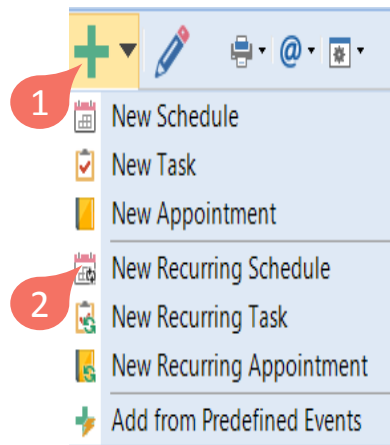 1
@
New Schedule
New Task
New Appointment
New Recurring Schedule
2
New Recurring Task
New Recurring Appointment
Add from Predefined Events